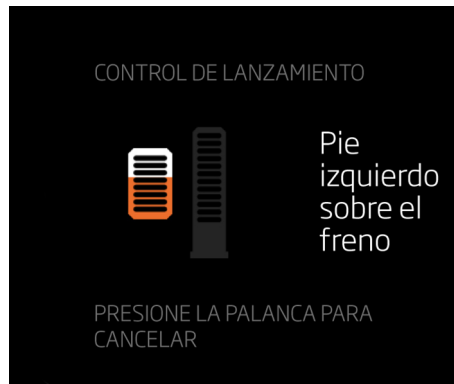 CONTROL DE LANZAMIENTO
Pie
izquierdo
sobre el
freno
PRESIONE LA PALANCA PARA
CANCELAR